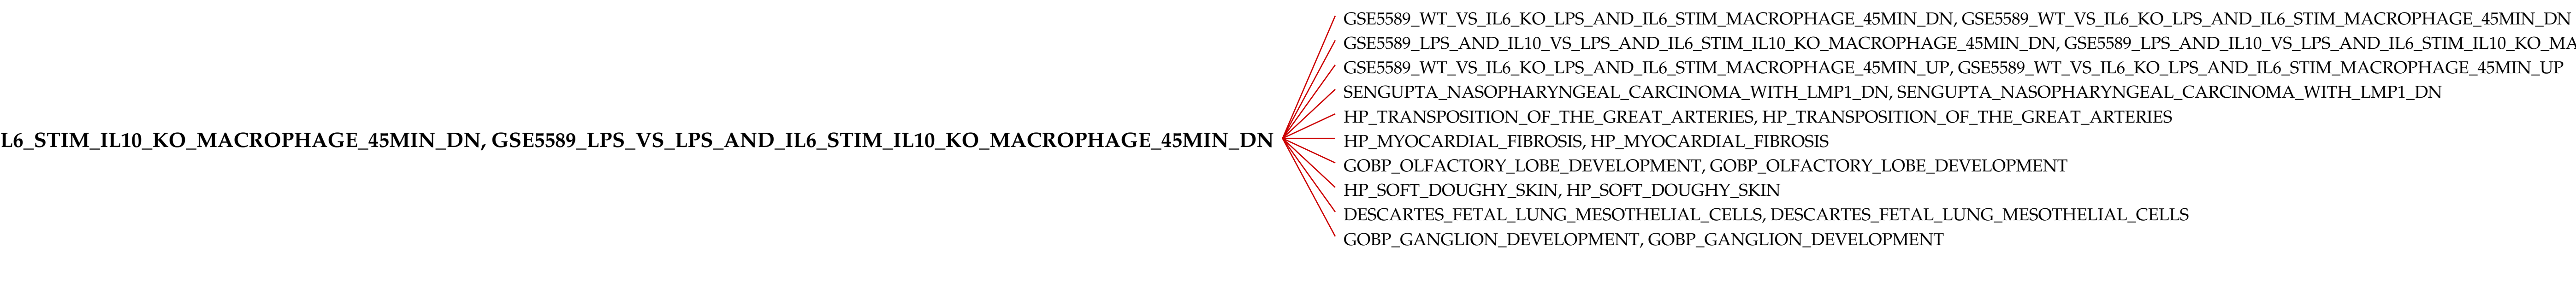 GSE5589_WT_VS_IL6_KO_LPS_AND_IL6_STIM_MACROPHAGE_45MIN_DN, GSE5589_WT_VS_IL6_KO_LPS_AND_IL6_STIM_MACROPHAGE_45MIN_DN
GSE5589_LPS_AND_IL10_VS_LPS_AND_IL6_STIM_IL10_KO_MACROPHAGE_45MIN_DN, GSE5589_LPS_AND_IL10_VS_LPS_AND_IL6_STIM_IL10_KO_MA
GSE5589_WT_VS_IL6_KO_LPS_AND_IL6_STIM_MACROPHAGE_45MIN_UP, GSE5589_WT_VS_IL6_KO_LPS_AND_IL6_STIM_MACROPHAGE_45MIN_UP
SENGUPTA_NASOPHARYNGEAL_CARCINOMA_WITH_LMP1_DN, SENGUPTA_NASOPHARYNGEAL_CARCINOMA_WITH_LMP1_DN
HP_TRANSPOSITION_OF_THE_GREAT_ARTERIES, HP_TRANSPOSITION_OF_THE_GREAT_ARTERIES
L6_STIM_IL10_KO_MACROPHAGE_45MIN_DN, GSE5589_LPS_VS_LPS_AND_IL6_STIM_IL10_KO_MACROPHAGE_45MIN_DN
HP_MYOCARDIAL_FIBROSIS, HP_MYOCARDIAL_FIBROSIS
GOBP_OLFACTORY_LOBE_DEVELOPMENT, GOBP_OLFACTORY_LOBE_DEVELOPMENT
HP_SOFT_DOUGHY_SKIN, HP_SOFT_DOUGHY_SKIN
DESCARTES_FETAL_LUNG_MESOTHELIAL_CELLS, DESCARTES_FETAL_LUNG_MESOTHELIAL_CELLS
GOBP_GANGLION_DEVELOPMENT, GOBP_GANGLION_DEVELOPMENT